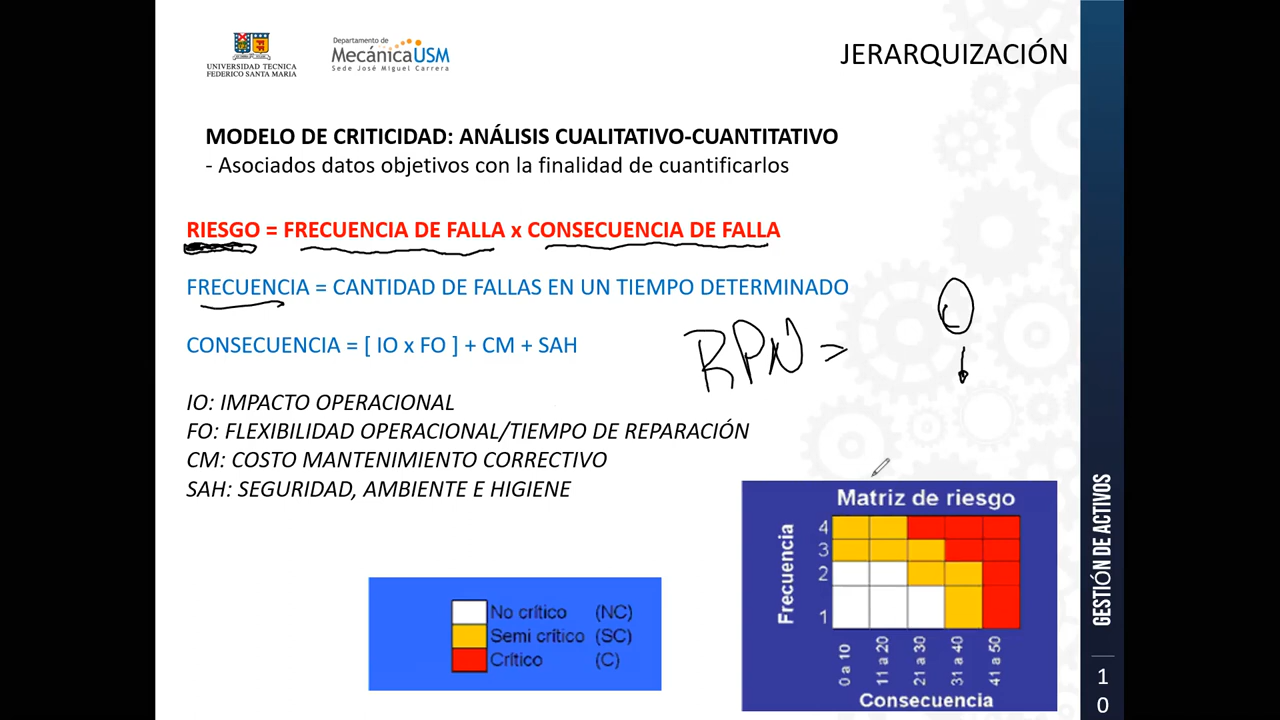 UNIVERSIDAD TECNICA
FEDERICO SANTA MARIA
Departamento de
MecánicaUSM
Sede José Miguel Carrera
JERARQUIZACIÓN
MODELO DE CRITICIDAD: ANÁLISIS CUALITATIVO-CUANTITATIVO
- Asociados datos objetivos con la finalidad de cuantificarlos
RIESGO = FRECUENCIA DE FALLA x CONSECUENCIA DE FALLA
FRECUENCIA = CANTIDAD DE FALLAS EN UN TIEMPO DETERMINADO
CONSECUENCIA = [ IO x FO ] + CM + SAH
RPN =
IO: IMPACTO OPERACIONAL
FO: FLEXIBILIDAD OPERACIONAL/TIEMPO DE REPARACIÓN
CM: COSTO MANTENIMIENTO CORRECTIVO
SAH: SEGURIDAD, AMBIENTE E HIGIENE
No crítico (NC)
Semi crítico (SC)
Crítico (C)
Matriz de riesgo
Frecuencia
4
3
2
1
0 a 10
11 a 20
21 a 30
31 a 40
41 a 50
Consecuencia
GESTIÓN DE ACTIVOS
1
0